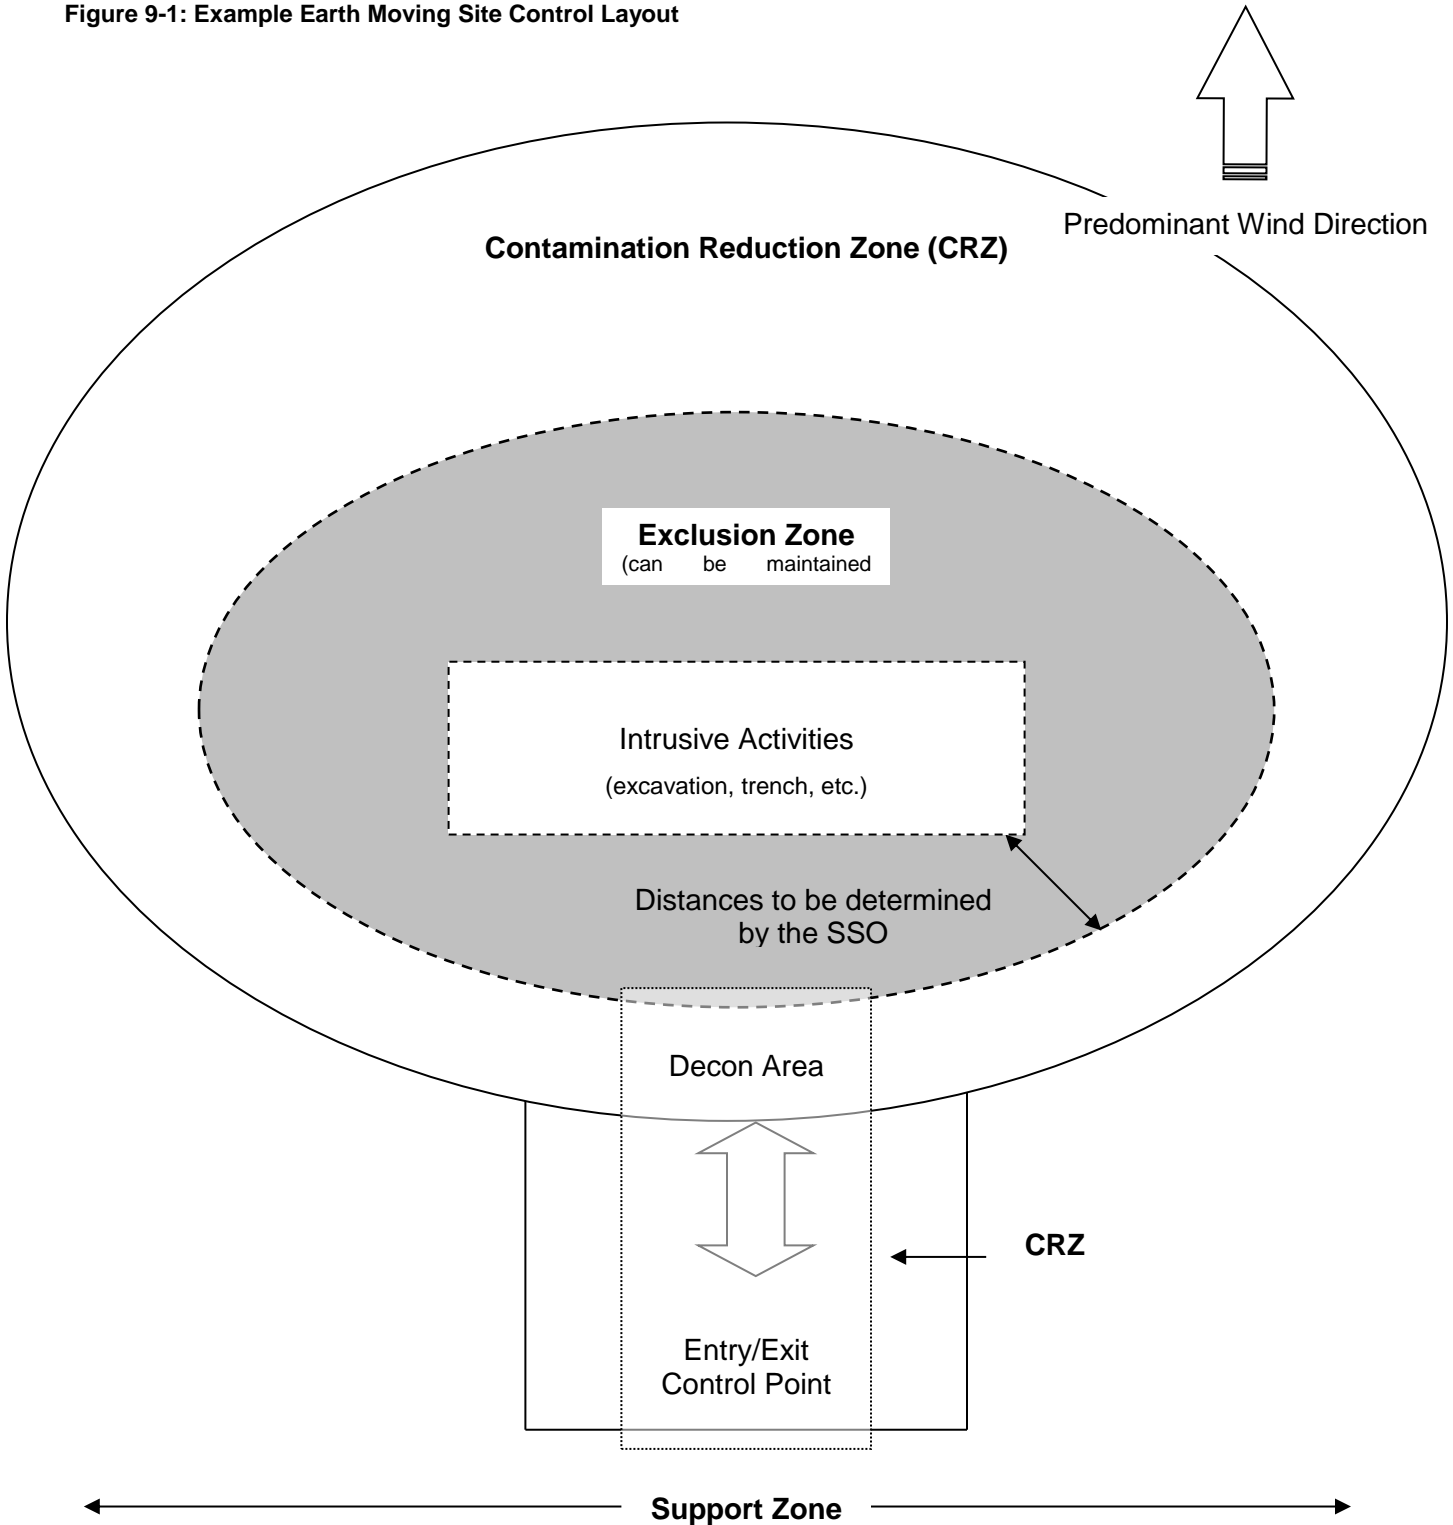 Figure 9-1: Example Earth Moving Site Control Layout
Predominant Wind Direction
Contamination Reduction Zone (CRZ)
Exclusion Zone
(can be maintained
Intrusive Activities
(excavation, trench, etc.)
Distances to be determined
by the SSO
Decon Area
CRZ
Entry/Exit
Control Point
Support Zone